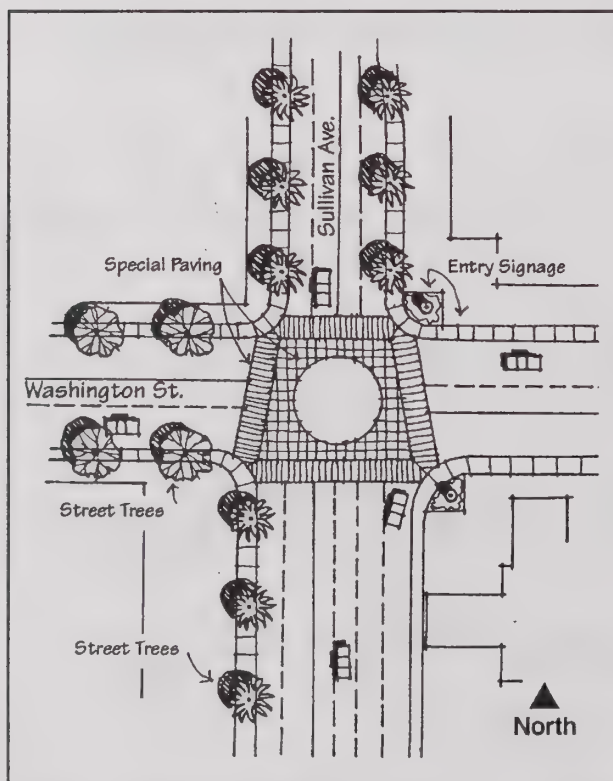 Sullivan Ave.
Special Paving
Entry Signage
Washington St.
Street Trees
Street Trees
North